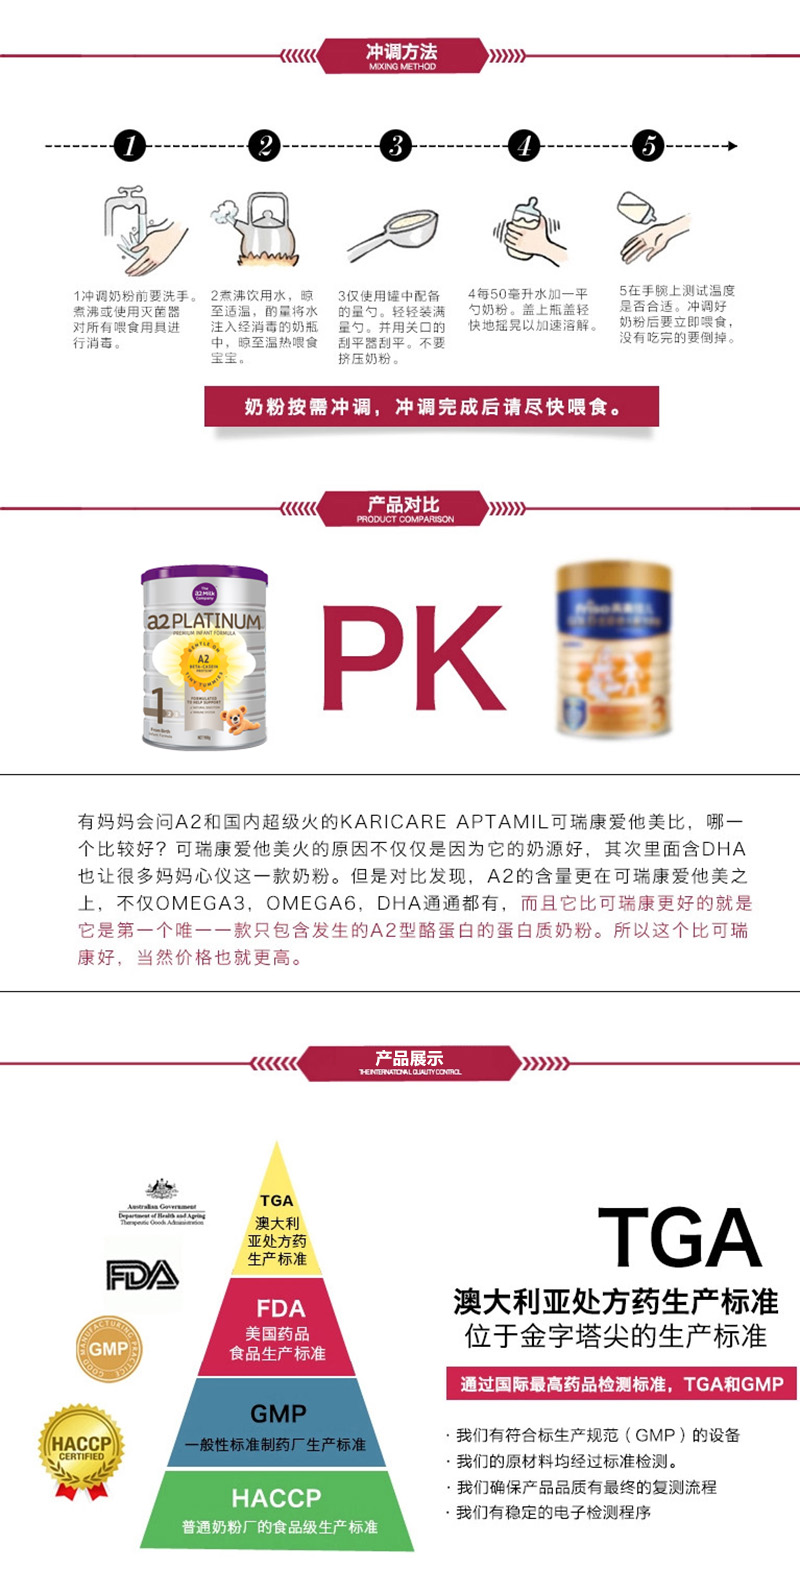 冲调方法
MIXING METHOD
1
2
3
4
5
1冲调奶粉前要洗手。
煮沸或使用灭菌器
对所有喂食用具进
行消毒。
2煮沸饮用水，晾
至适温，酌量将水
注入经消毒的奶瓶
中，晾至温热喂食
宝宝。
3仅使用罐中配备
的量勺。轻轻装满
量勺。并用关口的
刮平器刮平。不要
挤压奶粉。
4每50毫升水加一平
勺奶粉。盖上瓶盖轻
快地摇晃以加速溶解。
5在手腕上测试温度
是否合适。冲调好
奶粉后要立即喂食，
没有吃完的要倒掉。
奶粉按需冲调，冲调完成后请尽快喂食。
产品对比
PRODUCT COMPARISON
The
a2 Milk
Company
a2 PLATINUM
PREMIUM INFANT FORMULA
GENTLE ON
A2
BETA-CASEIN
PROTEIN
TINY TUMMIES
FORMULATED
TO HELP SUPPORT
1
PK
Friso
3
有妈妈会问A2和国内超级火的KARICARE APTAMIL可瑞康爱他美比，哪一
个比较好？可瑞康爱他美火的原因不仅仅是因为它的奶源好，其次里面含DHA
也让很多妈妈心仪这一款奶粉。但是对比发现，A2的含量更在可瑞康爱他美之
上，不仅OMEGA3，OMEGA6，DHA通通都有，而且它比可瑞康更好的就是
它是第一个唯一一款只包含发生的A2型酪蛋白的蛋白质奶粉。所以这个比可瑞
康好，当然价格也就更高。
产品展示
THE INTERNATIONAL QUALITY CONTROL
Australian Government
Department of Health and Ageing
Therapeutic Goods Administration
FDA
GOOD MANUFACTURING PRACTICE
GMP
HACCP
CERTIFIED
TGA
澳大利
亚处方药
生产标准
FDA
美国药品
食品生产标准
GMP
一般性标准制药厂生产标准
HACCP
普通奶粉厂的食品级生产标准
TGA
澳大利亚处方药生产标准
位于金字塔尖的生产标准
通过国际最高药品检测标准，TGA和GMP
· 我们有符合标生产规范（GMP）的设备
· 我们的原材料均经过标准检测。
· 我们确保产品品质有最终的复测流程
· 我们有稳定的电子检测程序